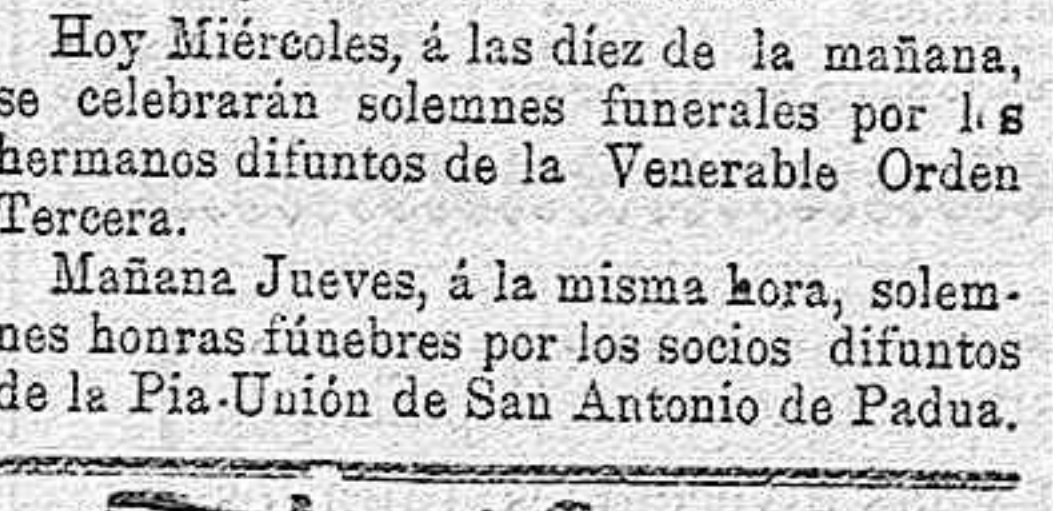 Hoy Miércoles, á las díez de la mañana,
se celebrarán solemnes funerales por los
hermanos difuntos de la Venerable Orden
Tercera.
Mañana Jueves, á la misma hora, solem-
nes honras fúnebres por los socios difuntos
de la Pia-Unión de San Antonio de Padua.